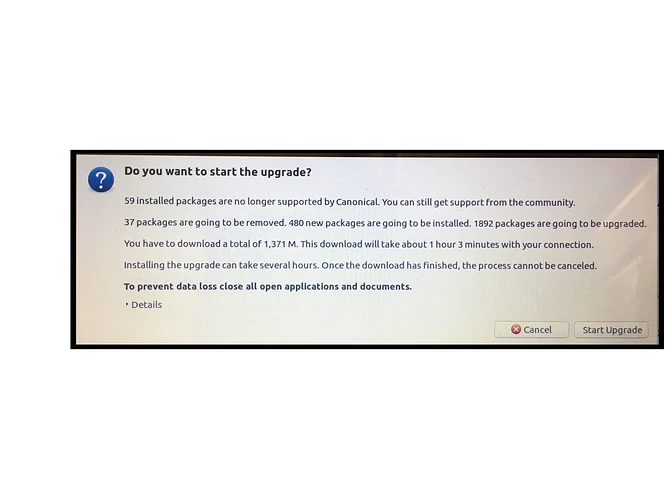 Do you want to start the upgrade?
59 installed packages are no longer supported by Canonical. You can still get support from the community.
37 packages are going to be removed. 480 new packages are going to be installed. 1892 packages are going to be upgraded.
You have to download a total of 1,371 M. This download will take about 1 hour 3 minutes with your connection.
Installing the upgrade can take several hours. Once the download has finished, the process cannot be canceled.
To prevent data loss close all open applications and documents.
Details
Cancel
Start Upgrade